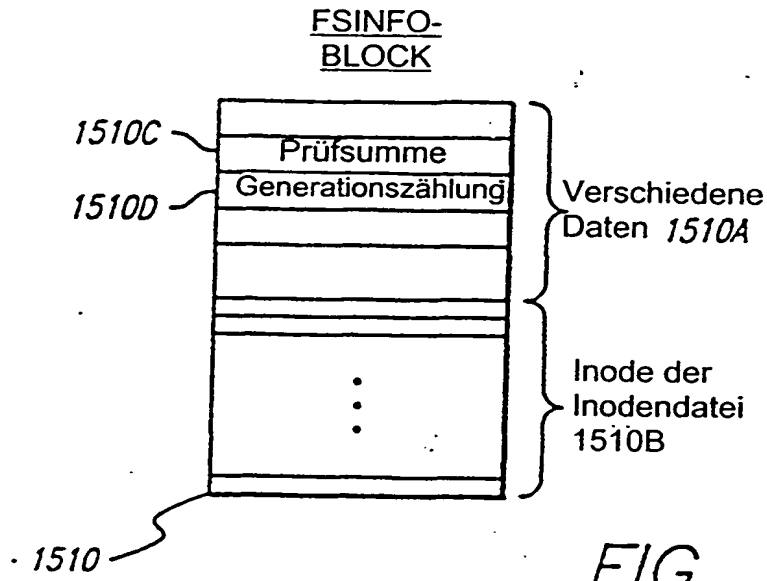 FSINFO-
BLOCK
1510C
Prüfsumme
1510D
Generationszählung
Verschiedene
Daten 1510A
Inode der
Inodendatei
1510B
1510
FIG